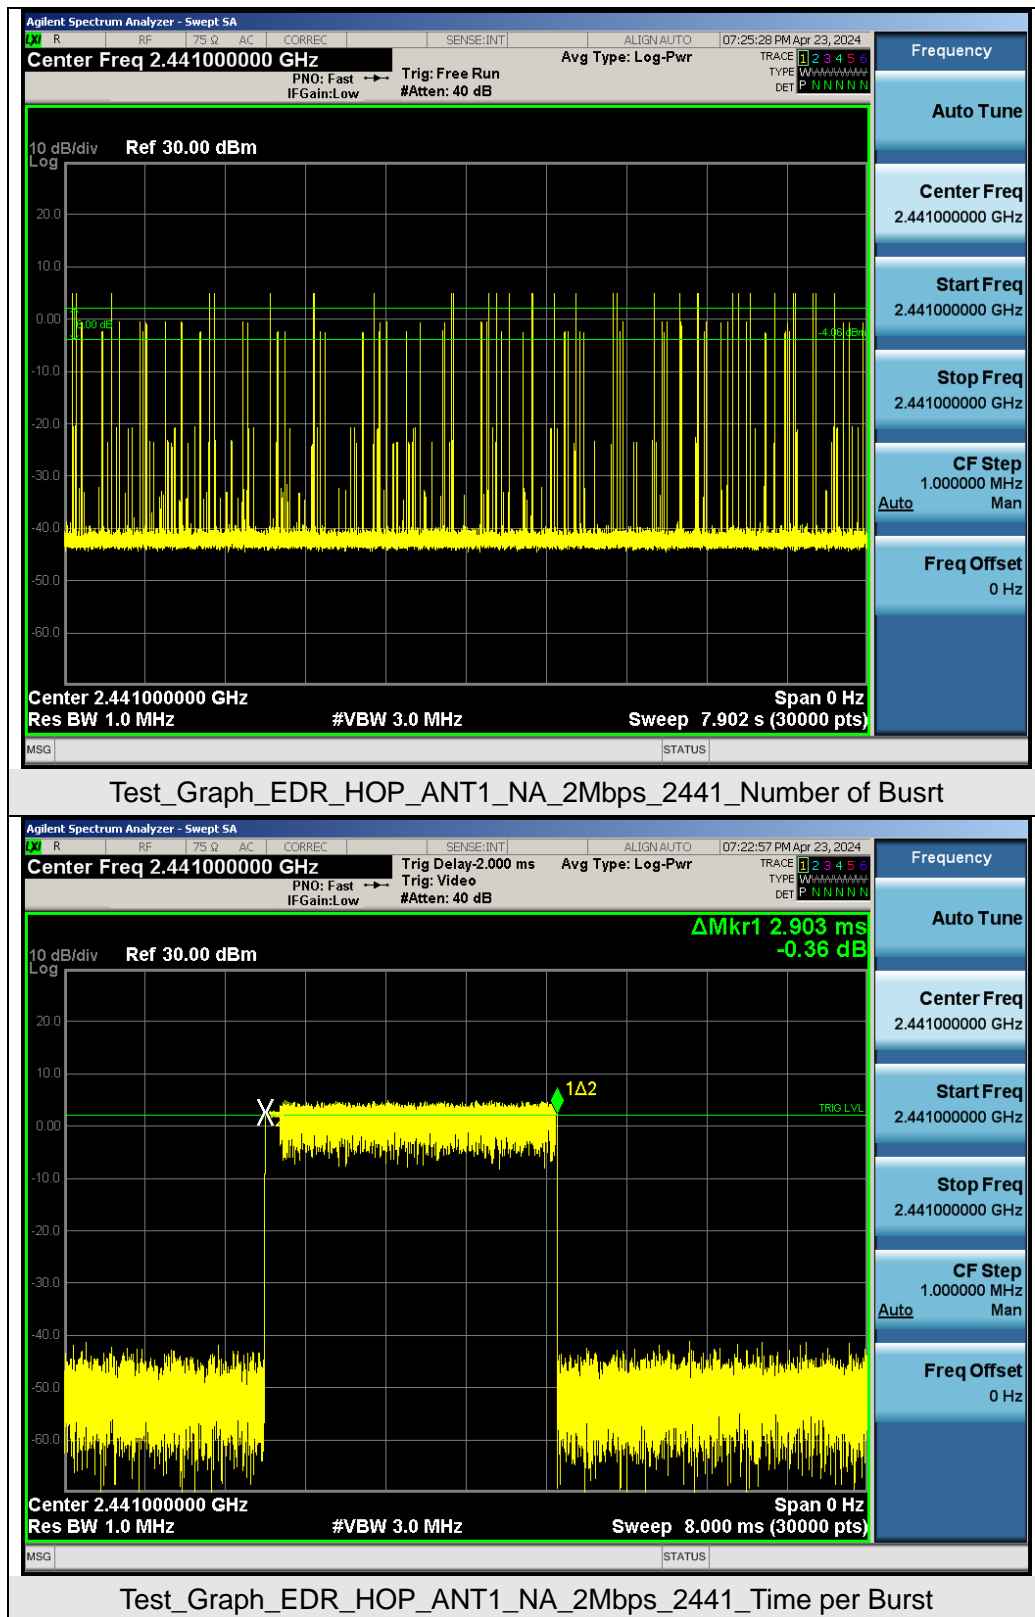 Agilent Spectrum Analyzer - Swept SA
LXI R RF 75 Ω AC CORREC SENSE:INT ALIGN AUTO 07:25:28 PM Apr 23, 2024
Center Freq 2.441000000 GHz
PNO: Fast
IFGain:Low
Trig: Free Run
#Atten: 40 dB
Avg Type: Log-Pwr
TRACE 1 2 3 4 5 6
TYPE W
DET P N N N N N
10 dB/div Ref 30.00 dBm
Log
20.0
10.0
0.00
-10.0
-20.0
-30.0
-40.0
-50.0
-60.0
-4.06 dBm
Center 2.441000000 GHz Span 0 Hz
Res BW 1.0 MHz #VBW 3.0 MHz Sweep 7.902 s (30000 pts)
MSG STATUS
Frequency
Auto Tune
Center Freq
2.441000000 GHz
Start Freq
2.441000000 GHz
Stop Freq
2.441000000 GHz
CF Step
1.000000 MHz
Auto Man
Freq Offset
0 Hz
Test_Graph_EDR_HOP_ANT1_NA_2Mbps_2441_Number of Busrt
Agilent Spectrum Analyzer - Swept SA
LXI R RF 75 Ω AC CORREC SENSE:INT ALIGN AUTO 07:22:57 PM Apr 23, 2024
Center Freq 2.441000000 GHz
PNO: Fast
IFGain:Low
Trig Delay-2.000 ms
Trig: Video
#Atten: 40 dB
Avg Type: Log-Pwr
TRACE 1 2 3 4 5 6
TYPE W
DET P N N N N N
ΔMkr1 2.903 ms
-0.36 dB
10 dB/div Ref 30.00 dBm
Log
20.0
10.0
0.00
-10.0
-20.0
-30.0
-40.0
-50.0
-60.0
1Δ2
TRIG LVL
Center 2.441000000 GHz Span 0 Hz
Res BW 1.0 MHz #VBW 3.0 MHz Sweep 8.000 ms (30000 pts)
MSG STATUS
Frequency
Auto Tune
Center Freq
2.441000000 GHz
Start Freq
2.441000000 GHz
Stop Freq
2.441000000 GHz
CF Step
1.000000 MHz
Auto Man
Freq Offset
0 Hz
Test_Graph_EDR_HOP_ANT1_NA_2Mbps_2441_Time per Burst